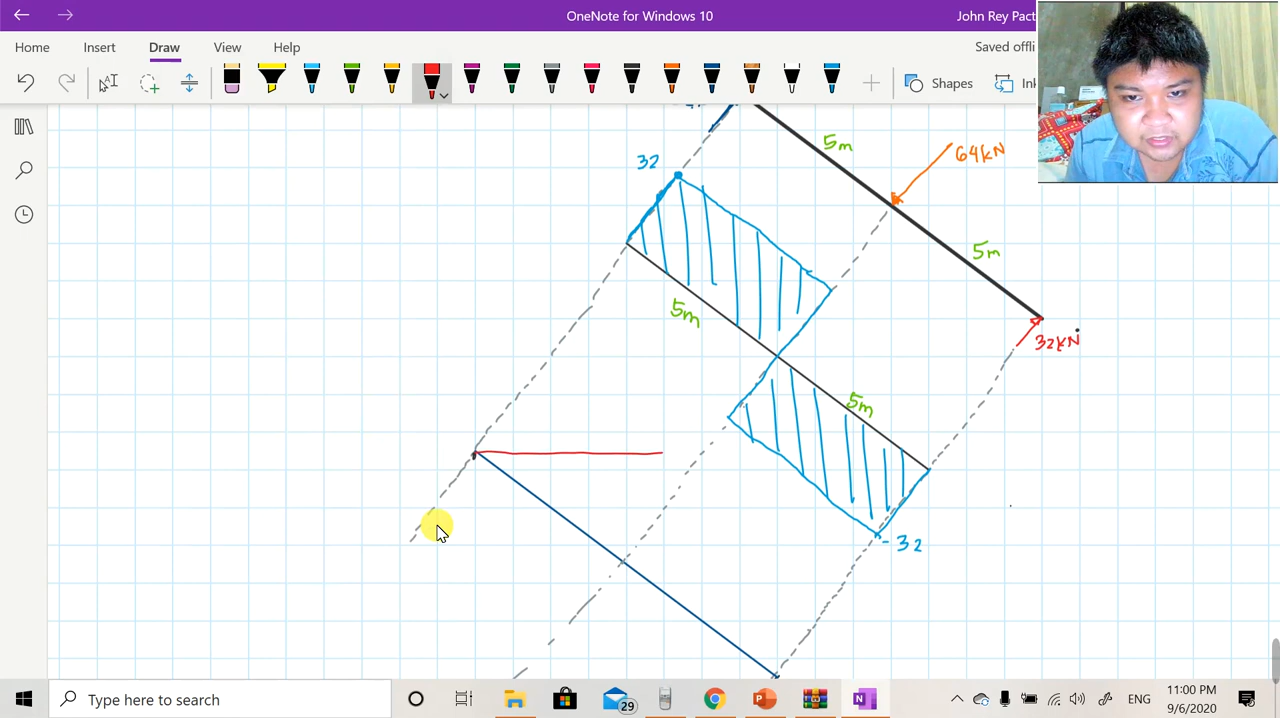 OneNote for Windows 10
John Rey Pact
Home Insert Draw View Help
Saved offli
Shapes
Ink
5m
64kN
32
5m
5m
32kN
5m
-32
Type here to search
29
ENG
11:00 PM
9/6/2020